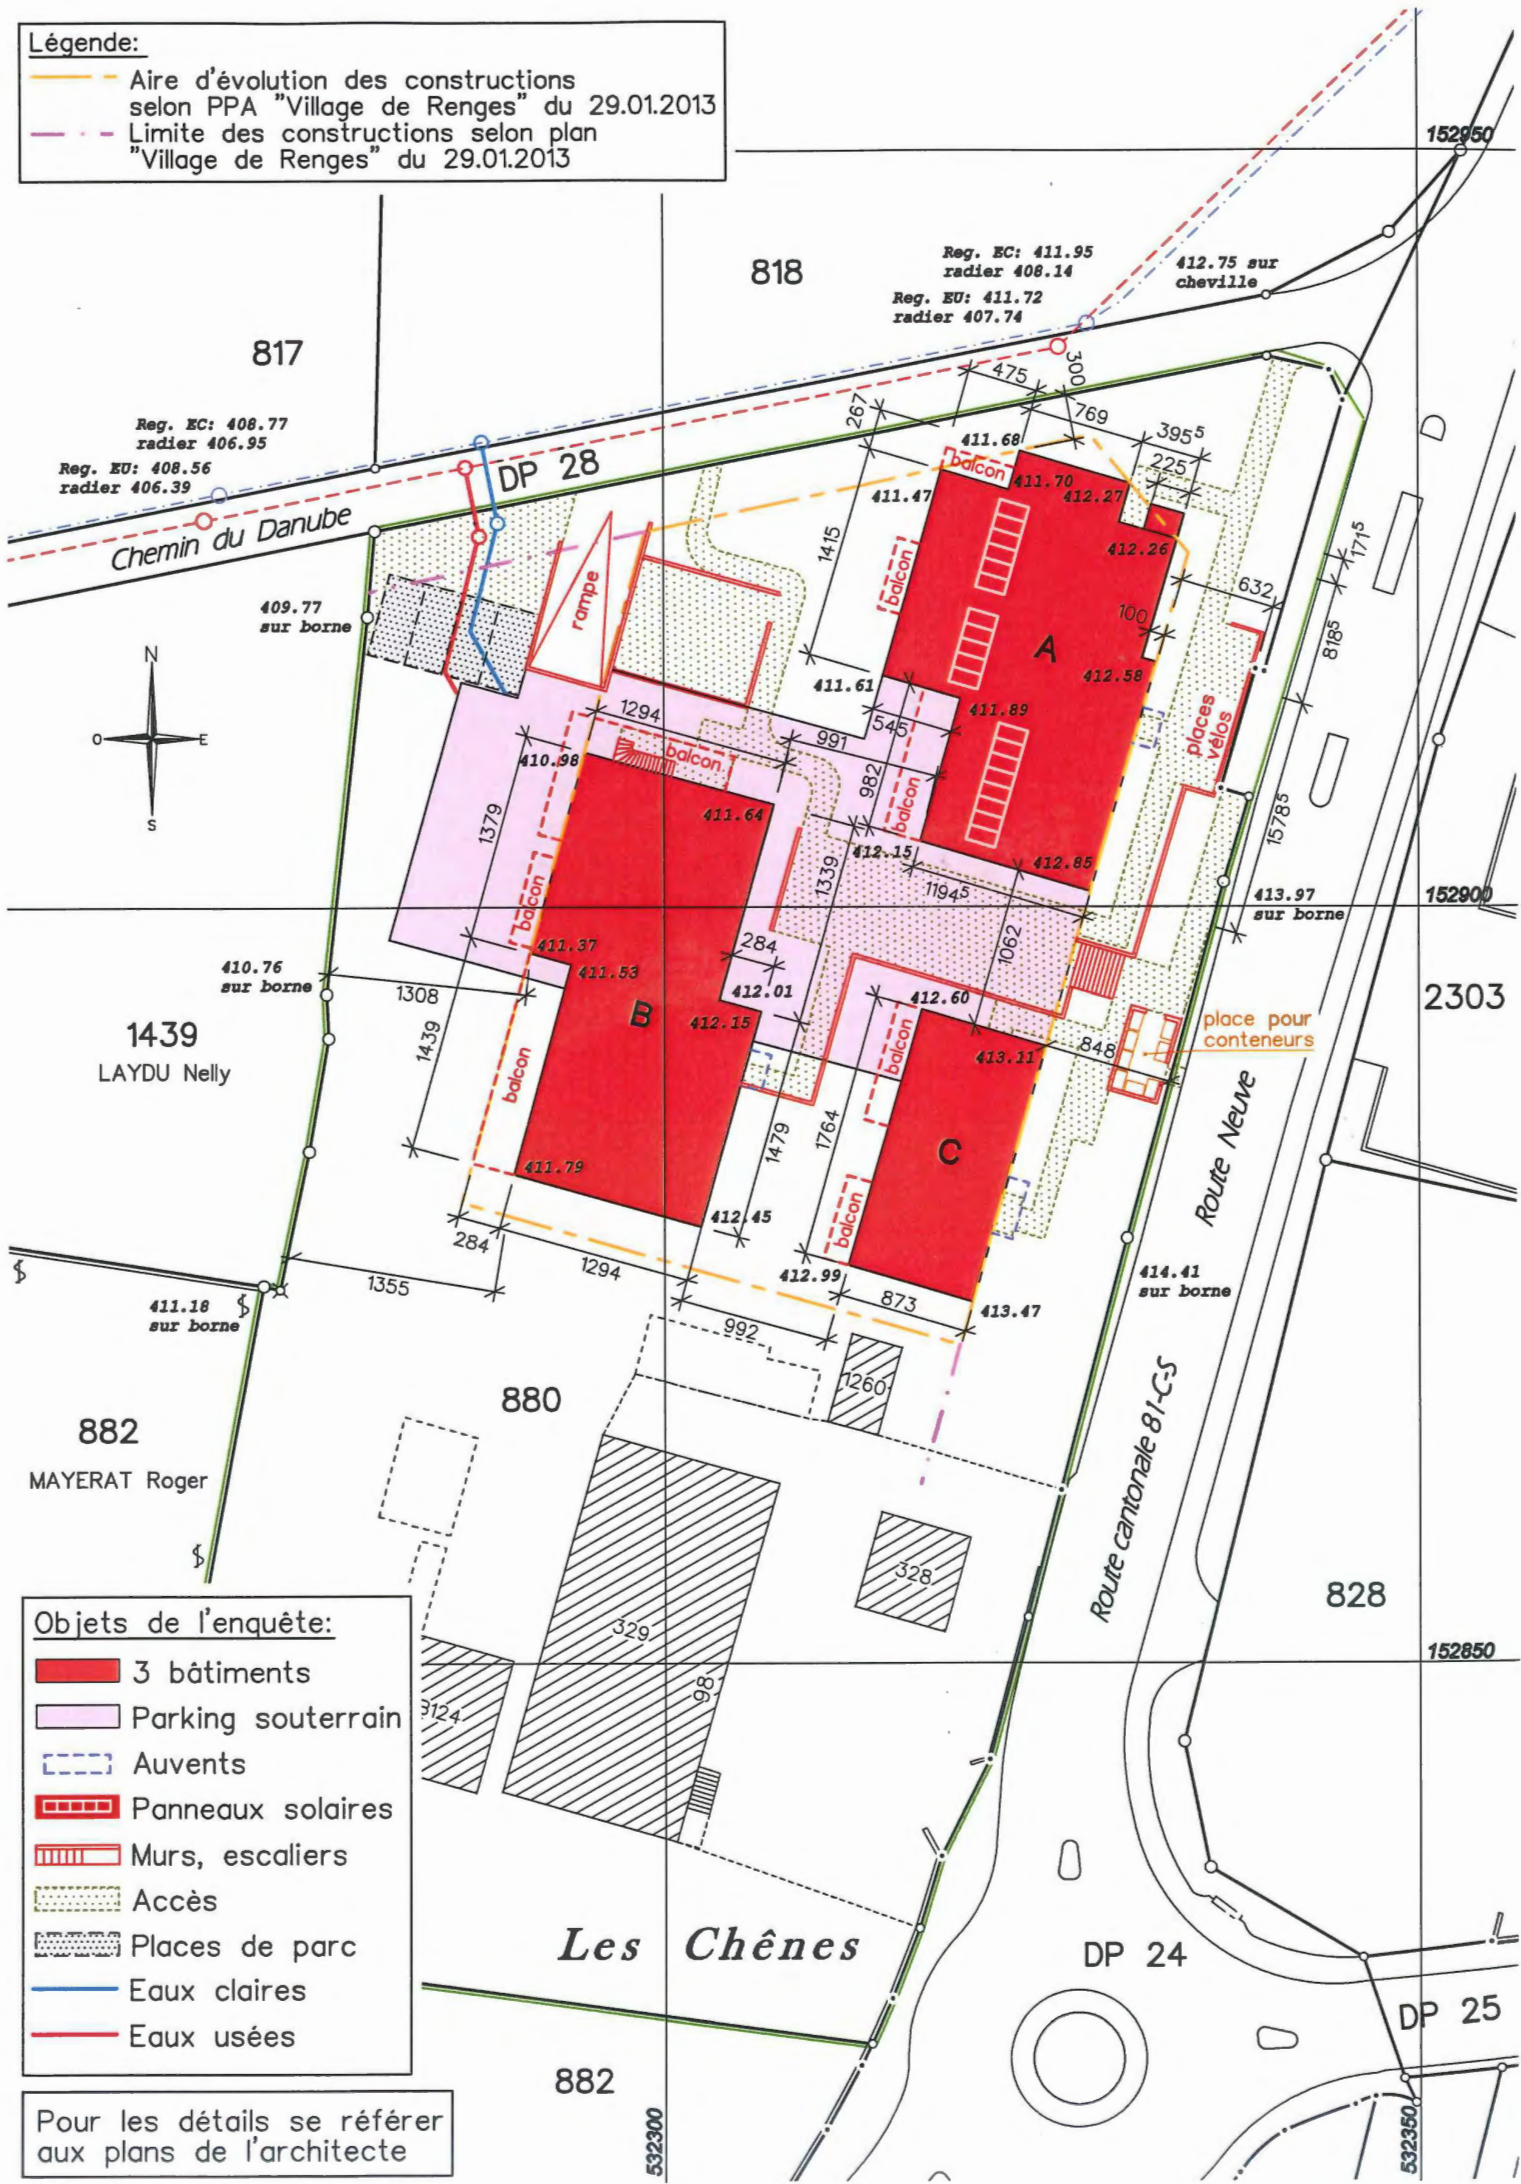 Légende:
Aire d'évolution des constructions
selon PPA "Village de Renges" du 29.01.2013
Limite des constructions selon plan
"Village de Renges" du 29.01.2013
152950
818
Reg. EC: 411.95
radier 408.14
412.75 sur
cheville
Reg. EU: 411.72
radier 407.74
817
300
475
769
267
395⁵
Reg. EC: 408.77
radier 406.95
411.68
225
Reg. EU: 408.56
radier 406.39
DP 28
balcon
411.47
411.70
412.27
Chemin du Danube
1415
412.26
171⁵
balcon
rampe
632
409.77
sur borne
100
818⁵
A
N
O
E
S
411.61
412.58
1294
545
411.89
places
vélos
991
balcon
410.98
982
411.64
balcon
1379
1578⁵
412.15
412.85
1339
1194⁵
balcon
413.97
sur borne
152900
411.37
284
1062
410.76
sur borne
411.53
1308
412.01
412.60
2303
B
412.15
place pour
conteneurs
1439
LAYDU Nelly
1439
balcon
413.11
848
balcon
1764
1479
C
Route Neuve
411.79
412.45
balcon
284
1294
412.99
414.41
sur borne
1355
873
413.47
411.18
sur borne
992
880
1260
882
MAYERAT Roger
Route cantonale 81-C-S
328
329
828
Objets de l'enquête:
3 bâtiments
152850
98
Parking souterrain
3124
Auvents
Panneaux solaires
Murs, escaliers
Accès
Places de parc
Les Chênes
DP 24
Eaux claires
DP 25
Eaux usées
882
Pour les détails se référer
aux plans de l'architecte
532300
532350